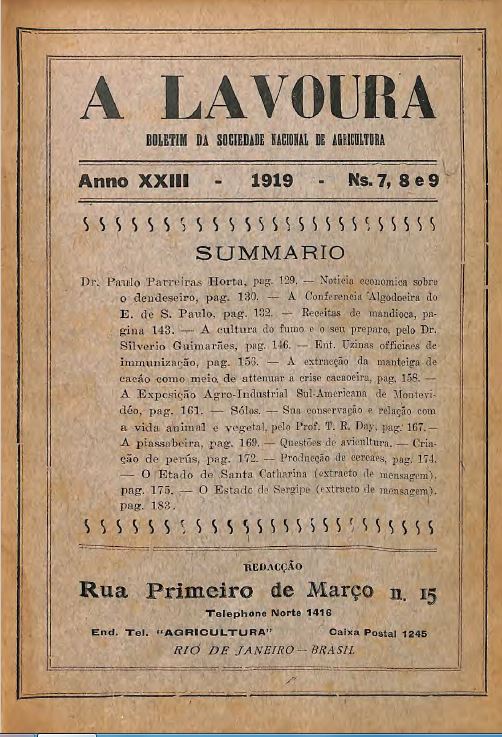 A LAVOURA
BOLETIM DA SOCIEDADE NACIONAL DE AGRICULTURA
Anno XXIII - 1919 - Ns. 7, 8 e 9
SUMMARIO
Dr. Paulo Parreiras Horta, pag. 129. — Noticia economica sobre
o dendeseiro, pag. 130. — A Conferencia Algodoeira do
E. de S. Paulo, pag. 132. — Receitas de mandioca, pa-
gina 143. — A cultura do fumo e o seu preparo, pelo Dr.
Silverio Guimarães, pag. 146. — Ent. Uzinas officines de
immunização, pag. 156. — A extracção da manteiga de
cacáo como meio de attenuar a crise cacaoeira, pag. 158. —
A Exposição Agro-Industrial Sul-Americana de Montevi-
déo, pag. 161. — Sólos. — Sua conservação e relação com
a vida animal e vegetal, pelo Prof. T. R. Day, pag. 167. —
A piassabeira, pag. 169. — Questões de avicultura. — Cria-
ção de perús, pag. 172. — Producção de cereaes, pag. 174.
— O Etado de Santa Catharina (extracto de mensagem),
pag. 175. — O Estado de Sergipe (extracto de mensagem),
pag. 183.
REDACÇÃO
Rua Primeiro de Março n. 15
Telephone Norte 1416
End. Tel. "AGRICULTURA" Caixa Postal 1245
RIO DE JANEIRO — BRASIL